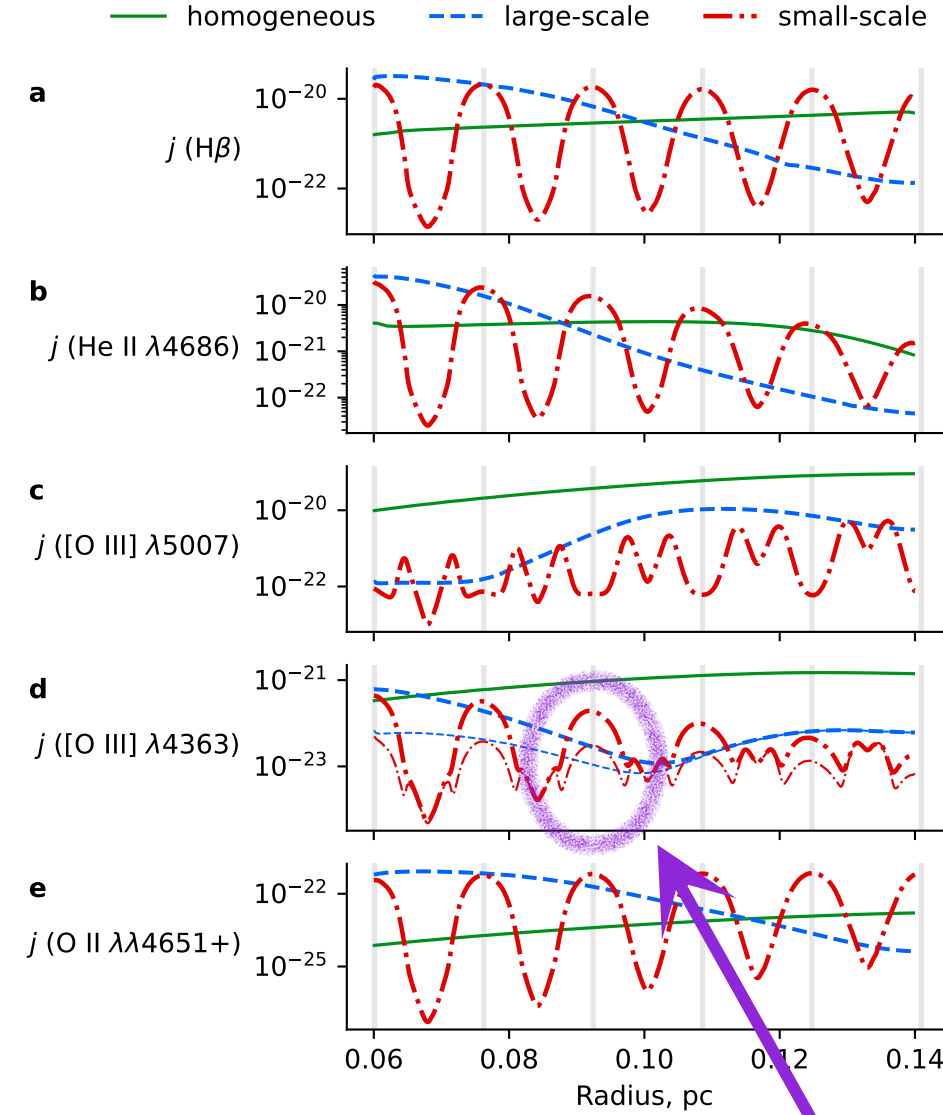 homogeneous large-scale small-scale
a
10⁻²⁰
j (Hβ)
10⁻²²
b
10⁻²⁰
j (He II λ4686)
10⁻²¹
10⁻²²
c
10⁻²⁰
j ([O III] λ5007)
10⁻²²
d
10⁻²¹
j ([O III] λ4363)
10⁻²³
e
10⁻²²
j (O II λλ4651+)
10⁻²⁵
0.06 0.08 0.10 0.12 0.14
Radius, pc